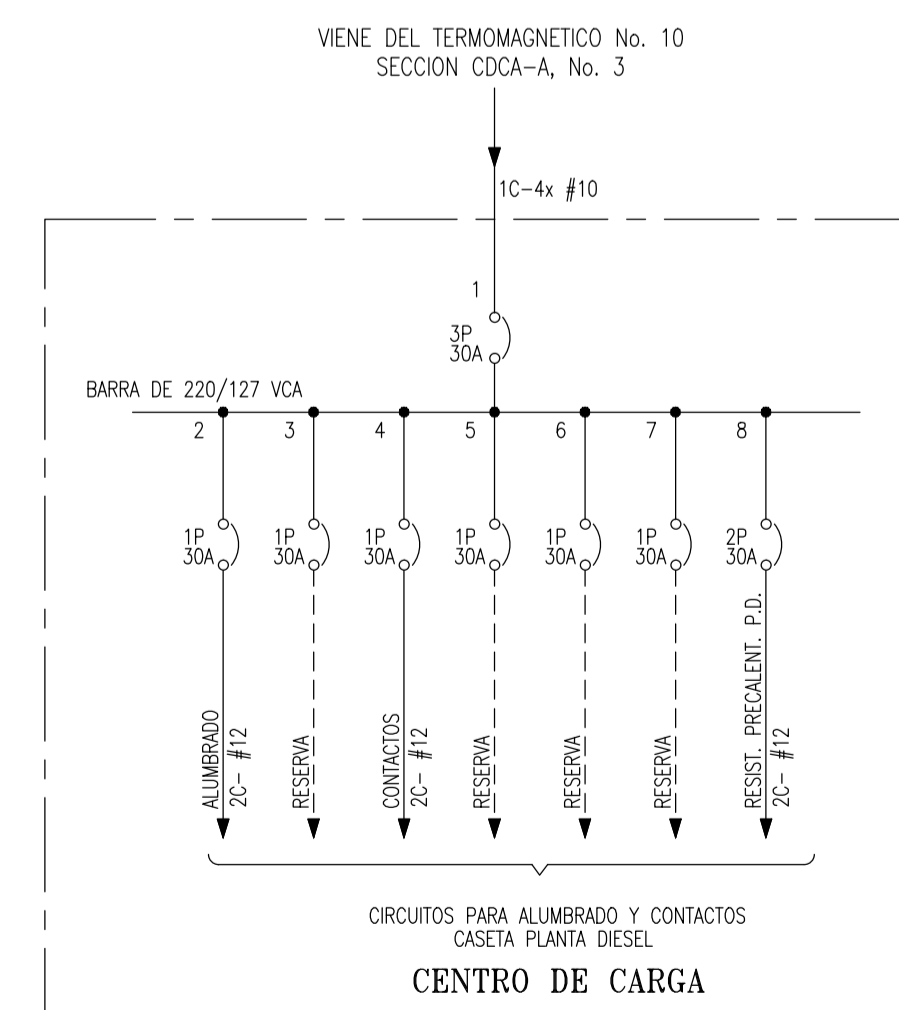 VIENE DEL TERMOMAGNETICO No. 10
SECCION CDCA-A, No. 3
1C-4x #10
1
3P
30A
BARRA DE 220/127 VCA
2
3
4
5
6
7
8
1P
30A
1P
30A
1P
30A
1P
30A
1P
30A
1P
30A
2P
30A
ALUMBRADO
2C- #12
RESERVA
CONTACTOS
2C- #12
RESERVA
RESERVA
RESERVA
RESIST. PRECALENT. P.D.
2C- #12
CIRCUITOS PARA ALUMBRADO Y CONTACTOS
CASETA PLANTA DIESEL
CENTRO DE CARGA